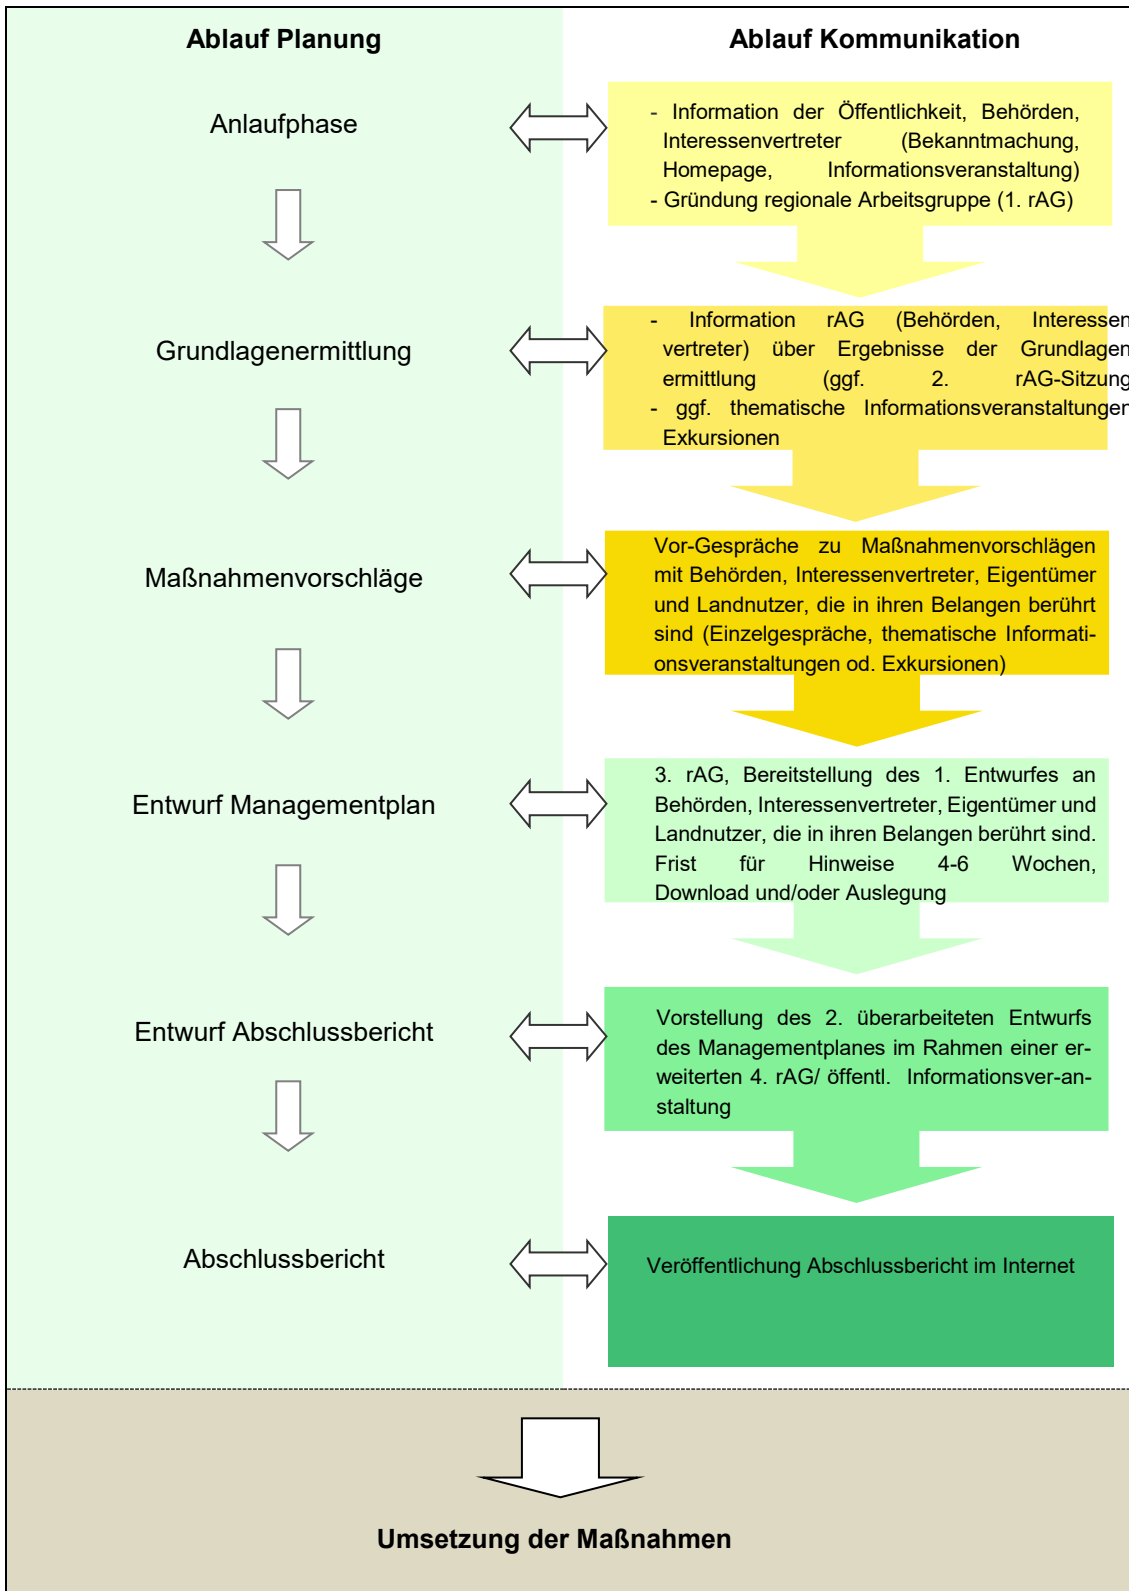 Ablauf Planung
Ablauf Kommunikation
Anlaufphase
- Information der Öffentlichkeit, Behörden,
Interessenvertreter (Bekanntmachung,
Homepage, Informationsveranstaltung)
- Gründung regionale Arbeitsgruppe (1. rAG)
Grundlagenermittlung
- Information rAG (Behörden, Interessen
vertreter) über Ergebnisse der Grundlagen
ermittlung (ggf. 2. rAG-Sitzung
- ggf. thematische Informationsveranstaltungen
Exkursionen
Maßnahmenvorschläge
Vor-Gespräche zu Maßnahmenvorschlägen
mit Behörden, Interessenvertreter, Eigentümer
und Landnutzer, die in ihren Belangen berührt
sind (Einzelgespräche, thematische Informati-
onsveranstaltungen od. Exkursionen)
Entwurf Managementplan
3. rAG, Bereitstellung des 1. Entwurfes an
Behörden, Interessenvertreter, Eigentümer und
Landnutzer, die in ihren Belangen berührt sind.
Frist für Hinweise 4-6 Wochen,
Download und/oder Auslegung
Entwurf Abschlussbericht
Vorstellung des 2. überarbeiteten Entwurfs
des Managementplanes im Rahmen einer er-
weiterten 4. rAG/ öffentl. Informationsver-an-
staltung
Abschlussbericht
Veröffentlichung Abschlussbericht im Internet
Umsetzung der Maßnahmen